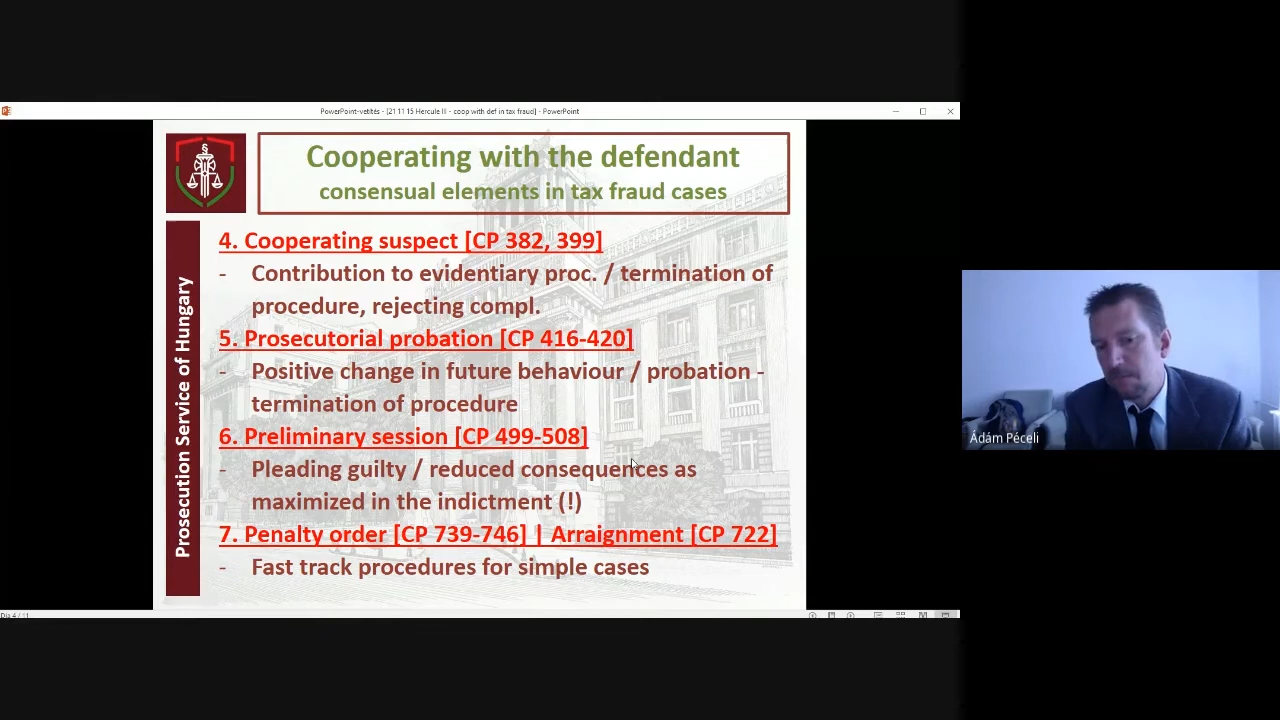 PowerPoint-vetítés - [21 11 15 Hercule III - coop with def in tax fraud] - PowerPoint
Cooperating with the defendant
consensual elements in tax fraud cases
Prosecution Service of Hungary
4. Cooperating suspect [CP 382, 399]
- Contribution to evidentiary proc. / termination of
procedure, rejecting compl.
5. Prosecutorial probation [CP 416-420]
- Positive change in future behaviour / probation -
termination of procedure
6. Preliminary session [CP 499-508]
- Pleading guilty / reduced consequences as
maximized in the indictment (!)
7. Penalty order [CP 739-746] | Arraignment [CP 722]
- Fast track procedures for simple cases
Dia 4 / 11
Ádám Péceli